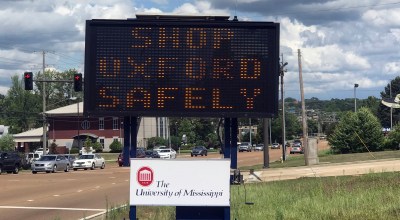 SHOP
OXFORD
SAFELY
The
University of Mississippi